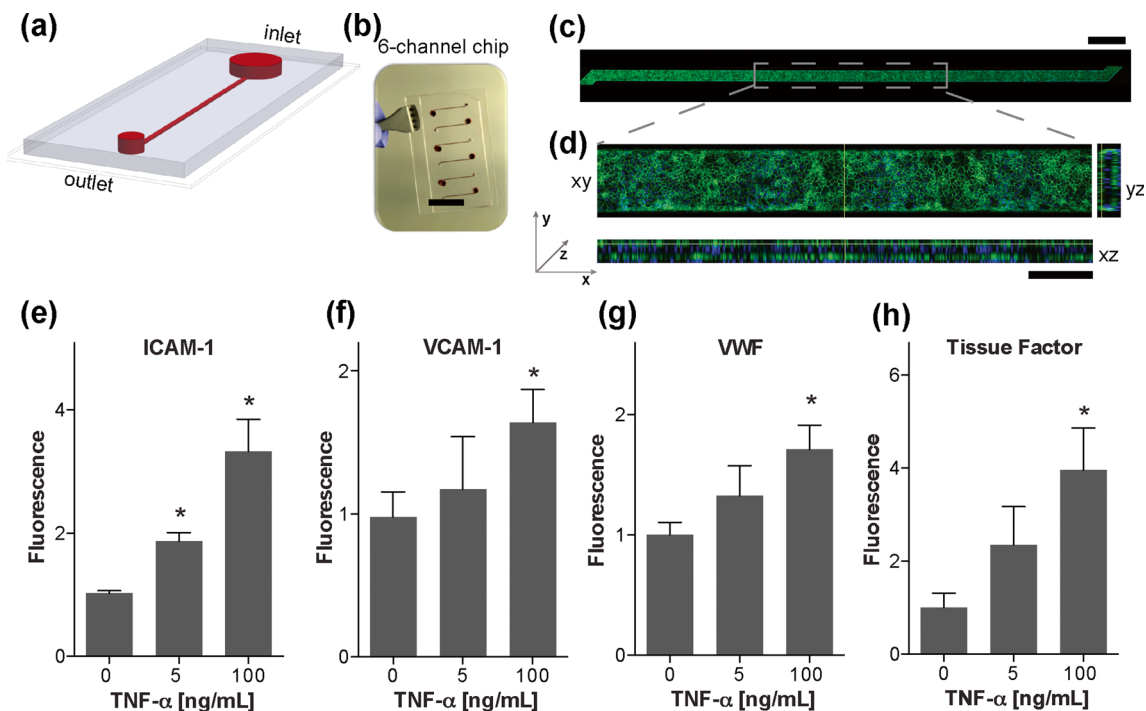 (a)
inlet
outlet
(b)
6-channel chip
(c)
(d)
xy
yz
xz
y
z
x
(e)
ICAM-1
Fluorescence
4
2
0
*
*
0 5 100
TNF-α [ng/mL]
(f)
VCAM-1
Fluorescence
2
1
0
*
0 5 100
TNF-α [ng/mL]
(g)
VWF
Fluorescence
2
1
0
*
0 5 100
TNF-α [ng/mL]
(h)
Tissue Factor
Fluorescence
6
4
2
0
*
0 5 100
TNF-α [ng/mL]